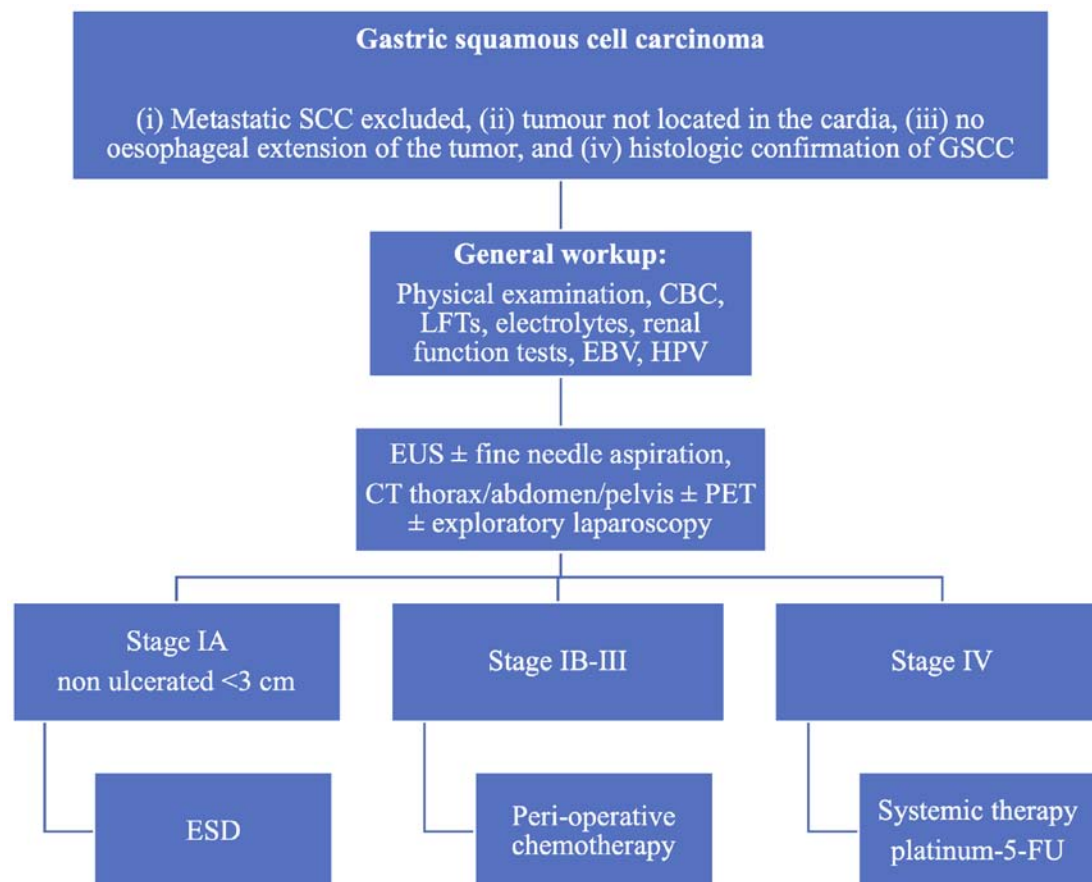 Gastric squamous cell carcinoma
(i) Metastatic SCC excluded, (ii) tumour not located in the cardia, (iii) no
oesophageal extension of the tumor, and (iv) histologic confirmation of GSCC
General workup:
Physical examination, CBC,
LFTs, electrolytes, renal
function tests, EBV, HPV
EUS ± fine needle aspiration,
CT thorax/abdomen/pelvis ± PET
± exploratory laparoscopy
Stage IA
non ulcerated <3 cm
Stage IB-III
Stage IV
ESD
Peri-operative
chemotherapy
Systemic therapy
platinum-5-FU